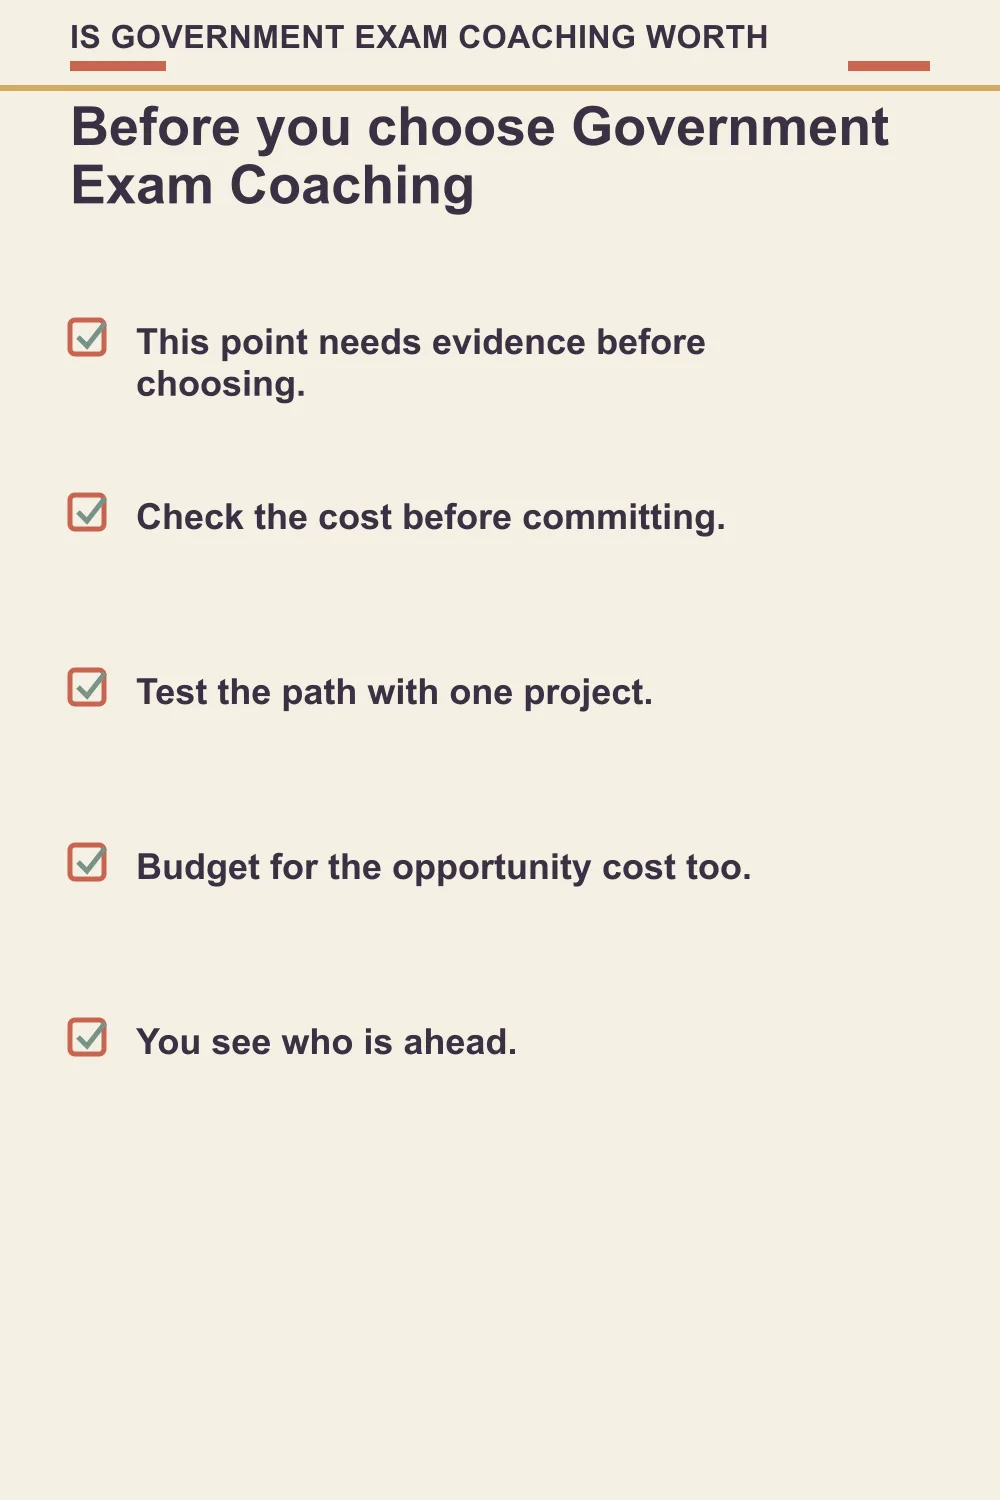 IS GOVERNMENT EXAM COACHING WORTH
Before you choose Government
Exam Coaching
This point needs evidence before
choosing.
Check the cost before committing.
Test the path with one project.
Budget for the opportunity cost too.
You see who is ahead.